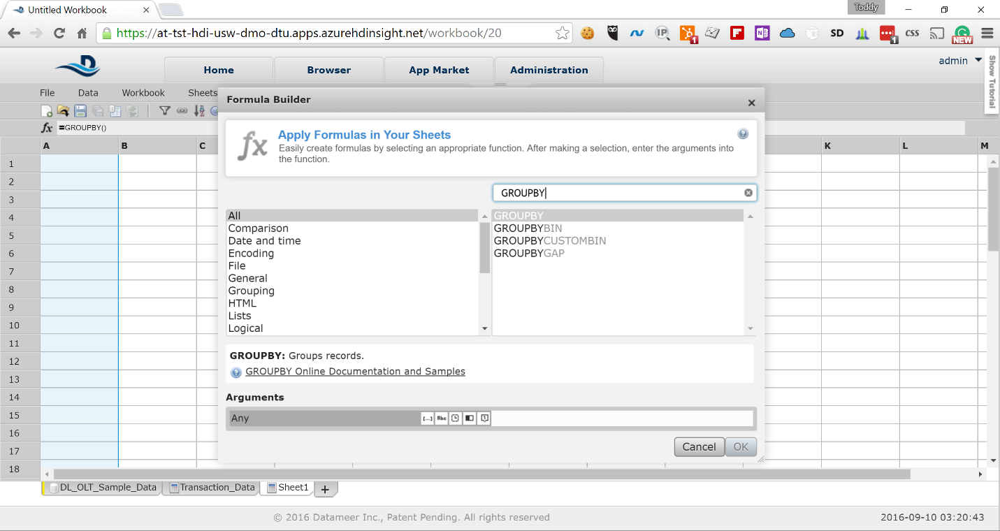 Untitled Workbook
Toddy
https://at-tst-hdi-usw-dmo-dtu.apps.azurehdinsight.net/workbook/20
IP
1
F
N
SD
1
CSS
NEW
D
Home
Browser
App Market
Administration
admin
Show Tutorial
File
Data
Workbook
Sheets
Formula Builder
fx
=GROUPBY()
fx
Apply Formulas in Your Sheets
Easily create formulas by selecting an appropriate function. After making a selection, enter the arguments into
the function.
A
B
C
K
L
M
GROUPBY
All
Comparison
Date and time
Encoding
File
General
Grouping
HTML
Lists
Logical
GROUPBY
GROUPBYBIN
GROUPBYCUSTOMBIN
GROUPBYGAP
GROUPBY: Groups records.
GROUPBY Online Documentation and Samples
Arguments
Any
[...]
Abc
Cancel
OK
1
2
3
4
5
6
7
8
9
10
11
12
13
14
15
16
17
18
DL_OLT_Sample_Data
Transaction_Data
Sheet1
+
© 2016 Datameer Inc., Patent Pending. All rights reserved
2016-09-10 03:20:43